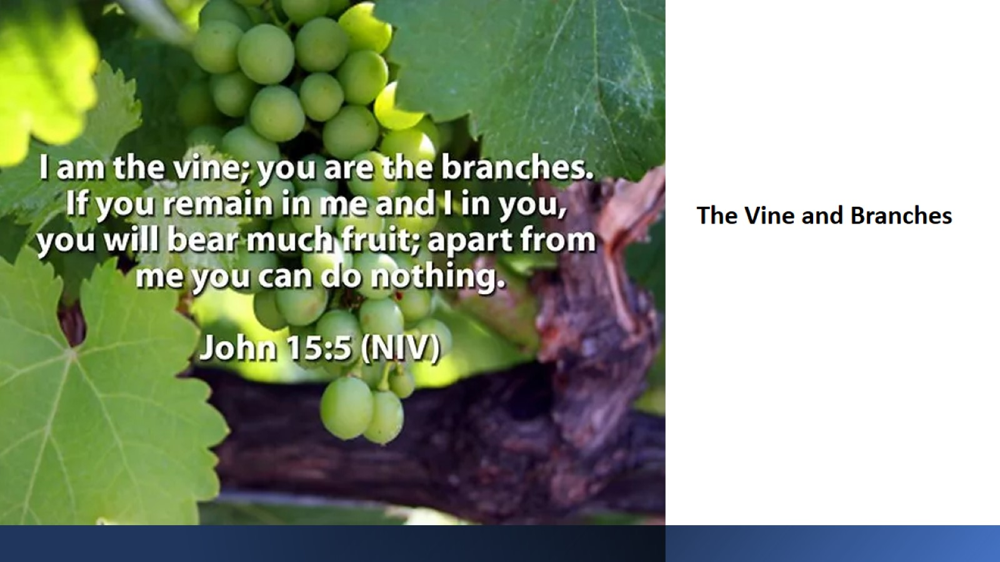 I am the vine; you are the branches.
If you remain in me and I in you,
you will bear much fruit; apart from
me you can do nothing.
John 15:5 (NIV)
The Vine and Branches